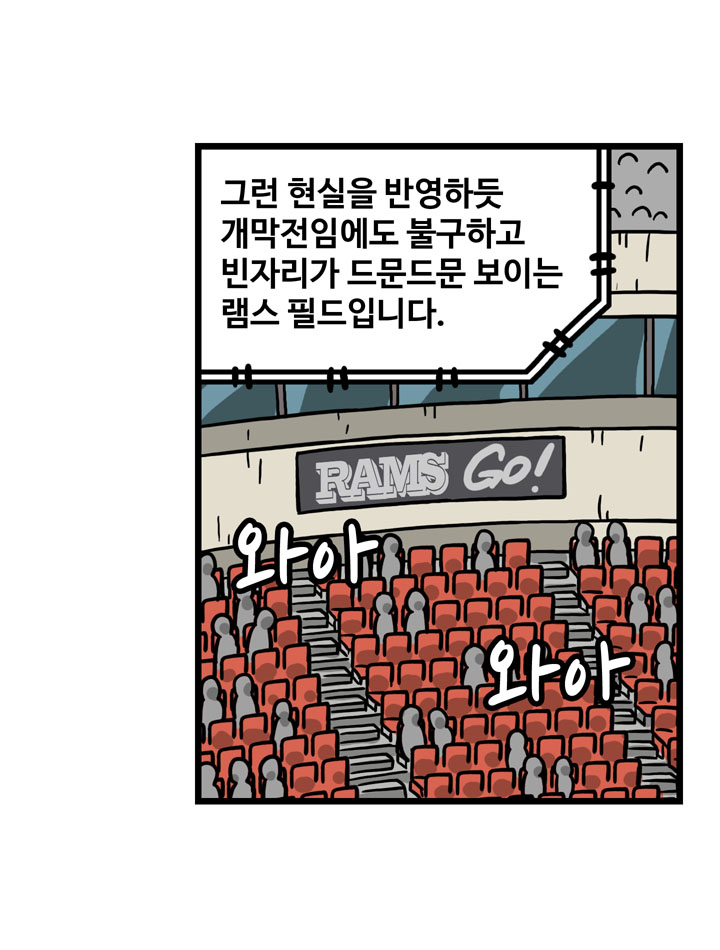 그런 현실을 반영하듯
개막전임에도 불구하고
빈자리가 드문드문 보이는
램스 필드입니다.
RAMS GO!
와아
와아